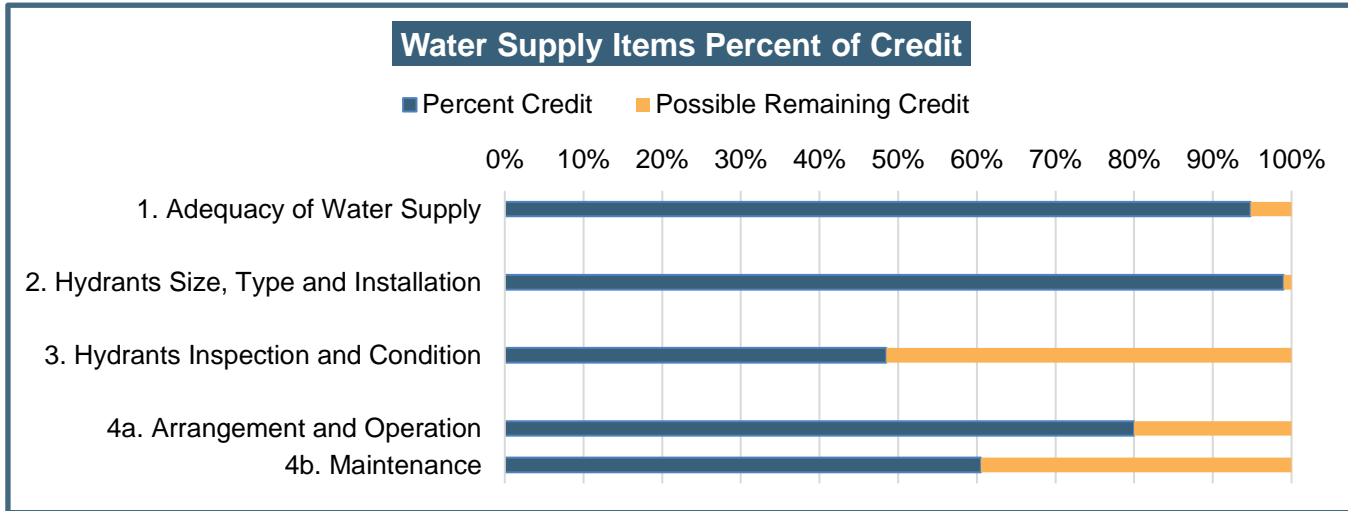 Water Supply Items Percent of Credit
Percent Credit Possible Remaining Credit
0% 10% 20% 30% 40% 50% 60% 70% 80% 90% 100%
1. Adequacy of Water Supply
2. Hydrants Size, Type and Installation
3. Hydrants Inspection and Condition
4a. Arrangement and Operation
4b. Maintenance